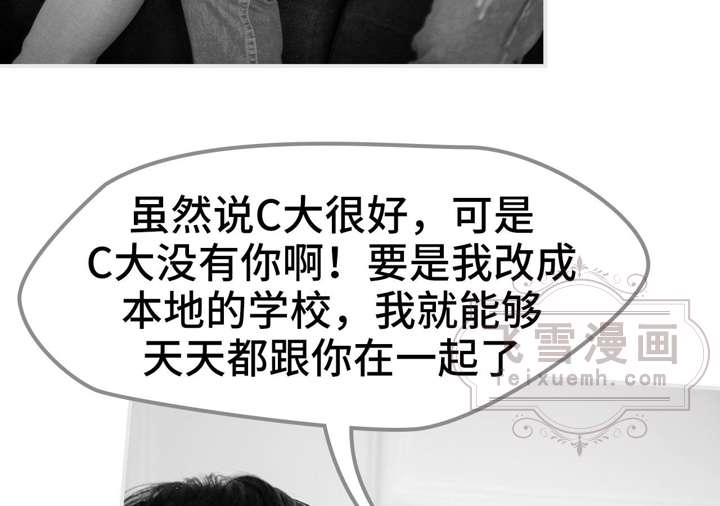 虽然说C大很好，可是
C大没有你啊！要是我改成
本地的学校，我就能够
天天都跟你在一起了
飞雪漫画
feixuemh.com